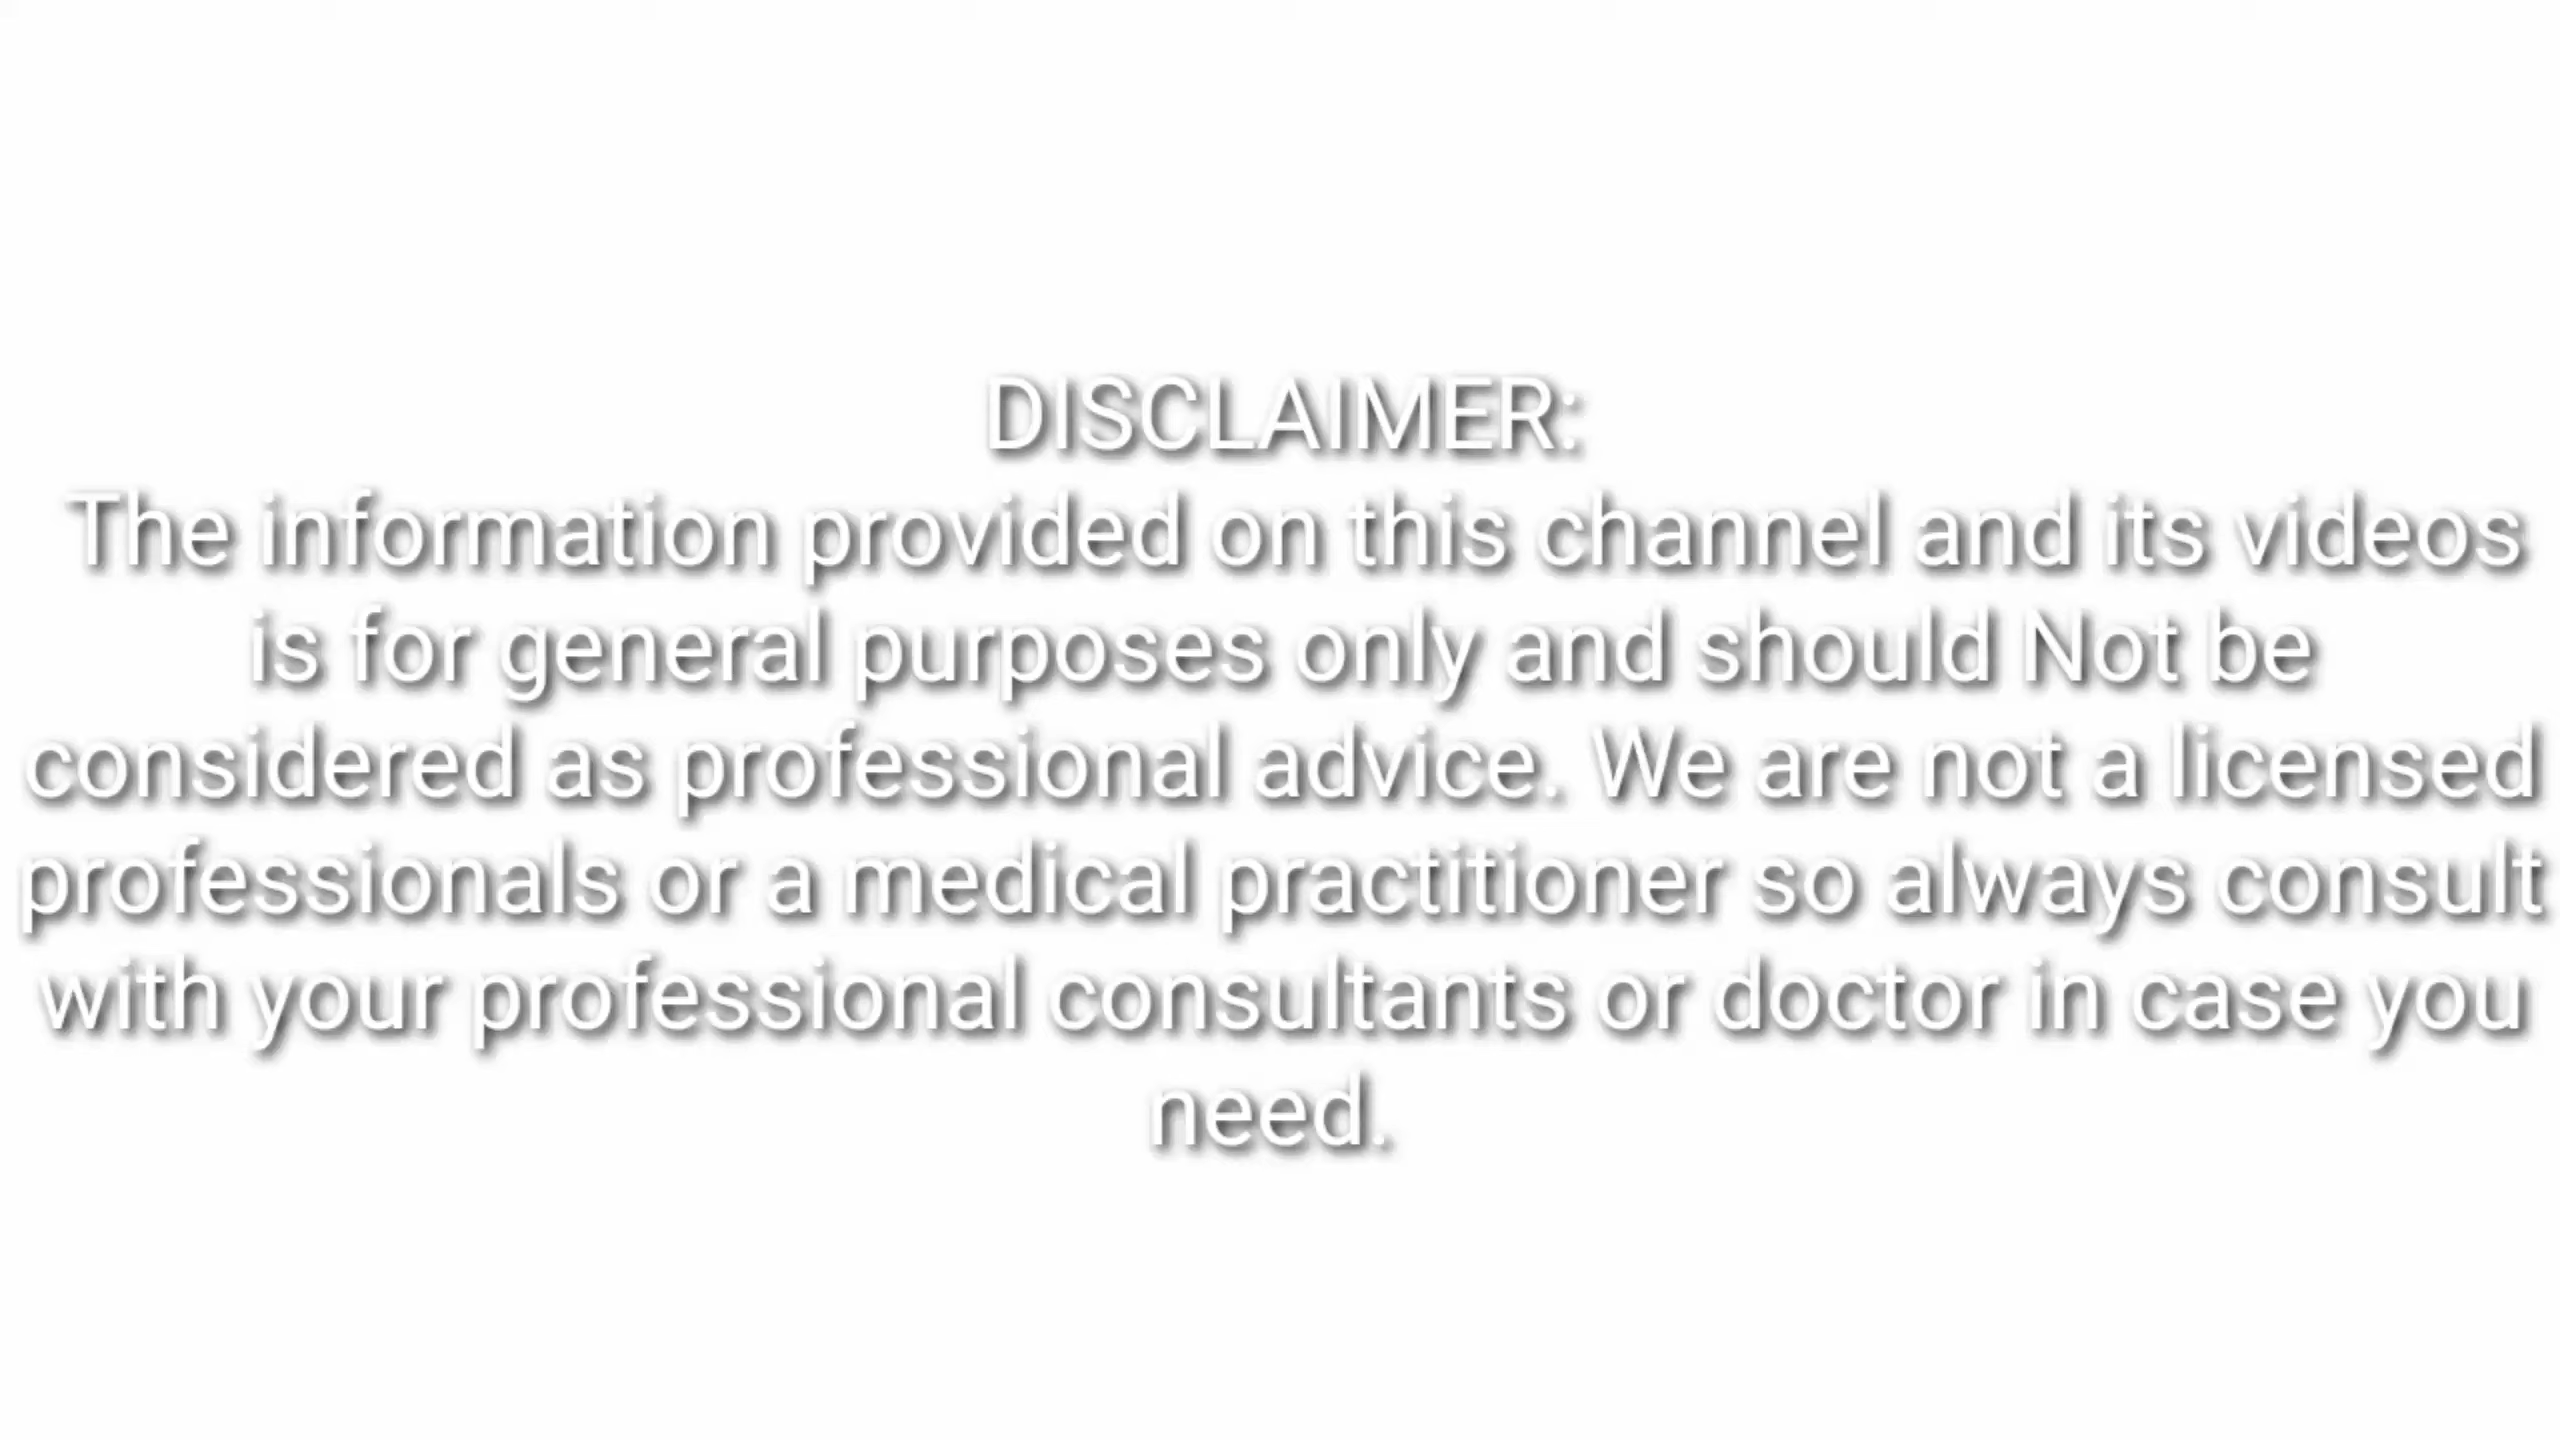 DISCLAIMER:
The information provided on this channel and its videos
is for general purposes only and should Not be
considered as professional advice. We are not a licensed
professionals or a medical practitioner so always consult
with your professional consultants or doctor in case you
need.